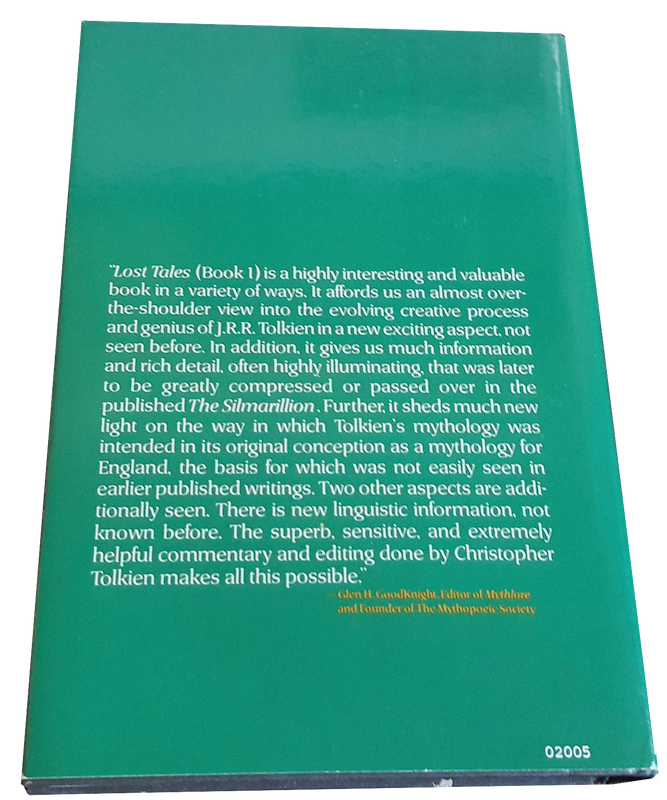 "Lost Tales (Book 1) is a highly interesting and valuable
book in a variety of ways. It affords us an almost over-
the-shoulder view into the evolving creative process
and genius of J.R.R. Tolkien in a new exciting aspect, not
seen before. In addition, it gives us much information
and rich detail, often highly illuminating, that was later
to be greatly compressed or passed over in the
published The Silmarillion. Further, it sheds much new
light on the way in which Tolkien's mythology was
intended in its original conception as a mythology for
England, the basis for which was not easily seen in
earlier published writings. Two other aspects are addi-
tionally seen. There is new linguistic information, not
known before. The superb, sensitive, and extremely
helpful commentary and editing done by Christopher
Tolkien makes all this possible."
— Glen H. GoodKnight, Editor of Mythlore
and Founder of The Mythopoeic Society
02005